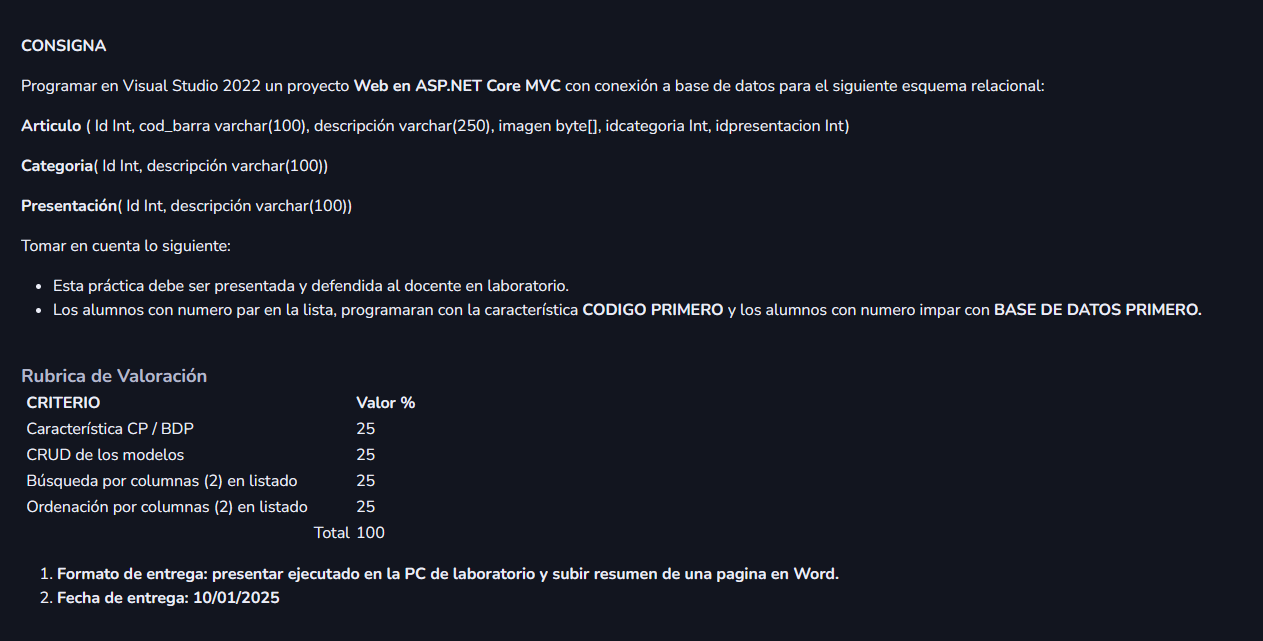 CONSIGNA
Programar en Visual Studio 2022 un proyecto Web en ASP.NET Core MVC con conexión a base de datos para el siguiente esquema relacional:
Articulo ( Id Int, cod_barra varchar(100), descripción varchar(250), imagen byte[], idcategoria Int, idpresentacion Int)
Categoria( Id Int, descripción varchar(100))
Presentación( Id Int, descripción varchar(100))
Tomar en cuenta lo siguiente:
• Esta práctica debe ser presentada y defendida al docente en laboratorio.
• Los alumnos con numero par en la lista, programaran con la característica CODIGO PRIMERO y los alumnos con numero impar con BASE DE DATOS PRIMERO.
Rubrica de Valoración
CRITERIO Valor %
Característica CP / BDP 25
CRUD de los modelos 25
Búsqueda por columnas (2) en listado 25
Ordenación por columnas (2) en listado 25
Total 100
1. Formato de entrega: presentar ejecutado en la PC de laboratorio y subir resumen de una pagina en Word.
2. Fecha de entrega: 10/01/2025